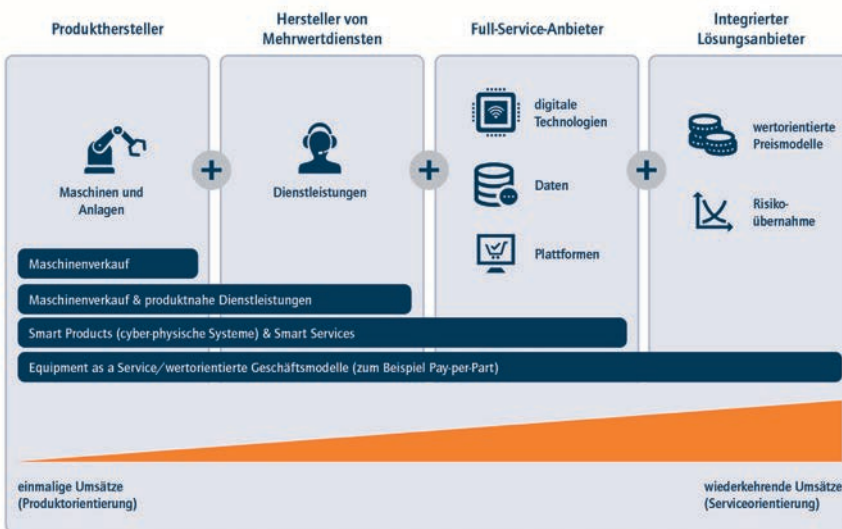 Produkthersteller
Hersteller von
Mehrwertdiensten
Full-Service-Anbieter
Integrierter
Lösungsanbieter
Maschinen und
Anlagen
Dienstleistungen
digitale
Technologien
Daten
Plattformen
wertorientierte
Preismodelle
Risiko-
übernahme
Maschinenverkauf
Maschinenverkauf & produktnahe Dienstleistungen
Smart Products (cyber-physische Systeme) & Smart Services
Equipment as a Service/wertorientierte Geschäftsmodelle (zum Beispiel Pay-per-Part)
einmalige Umsätze
(Produktorientierung)
wiederkehrende Umsätze
(Serviceorientierung)